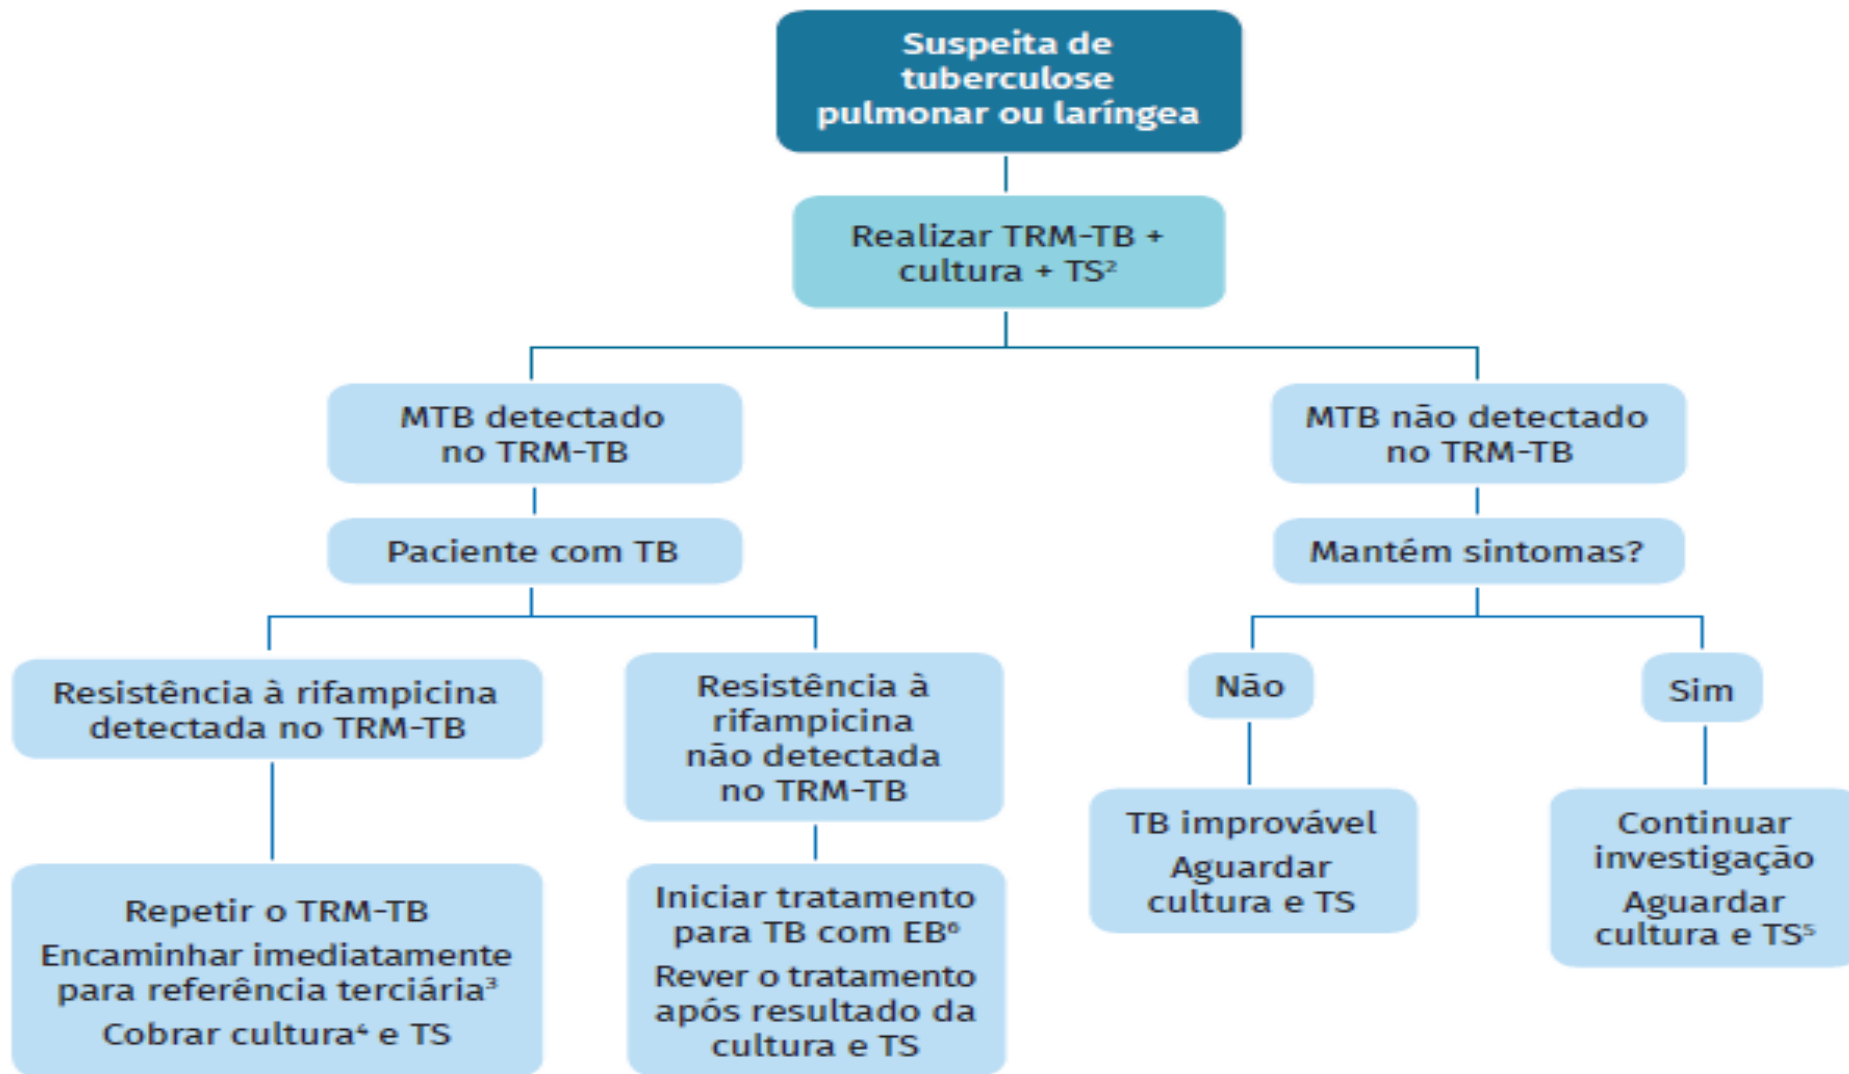 Suspeita de
tuberculose
pulmonar ou laríngea
Realizar TRM-TB +
cultura + TS²
MTB detectado
no TRM-TB
MTB não detectado
no TRM-TB
Paciente com TB
Mantém sintomas?
Resistência à rifampicina
detectada no TRM-TB
Resistência à
rifampicina
não detectada
no TRM-TB
Não
Sim
Repetir o TRM-TB
Encaminhar imediatamente
para referência terciária³
Cobrar cultura⁴ e TS
Iniciar tratamento
para TB com EB⁶
Rever o tratamento
após resultado da
cultura e TS
TB improvável
Aguardar
cultura e TS
Continuar
investigação
Aguardar
cultura e TS⁵